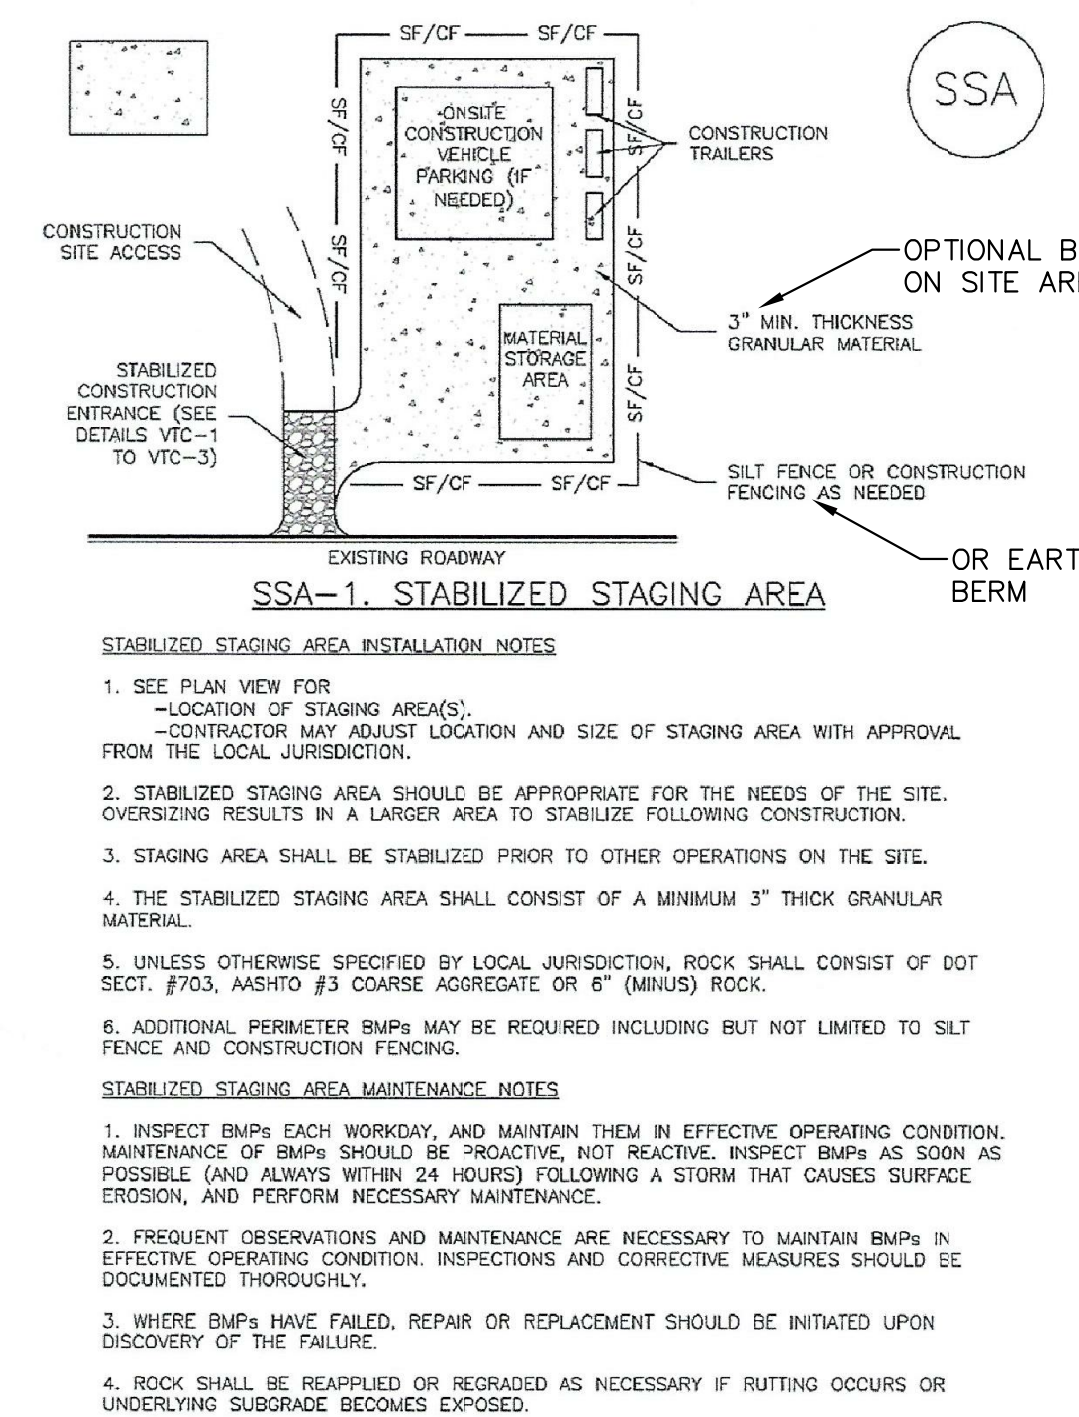 SF/CF SF/CF
SSA
SF/CF
SF/CF
ONSITE
CONSTRUCTION
VEHICLE
PARKING (IF
NEEDED)
CONSTRUCTION
TRAILERS
CONSTRUCTION
SITE ACCESS
SF/CF
SF/CF
OPTIONAL
ON SITE
3" MIN. THICKNESS
GRANULAR MATERIAL
MATERIAL
STORAGE
AREA
STABILIZED
CONSTRUCTION
ENTRANCE (SEE
DETAILS VTC-1
TO VTC-3)
SF/CF
SILT FENCE OR CONSTRUCTION
FENCING AS NEEDED
SF/CF SF/CF
EXISTING ROADWAY
OR
BERM
SSA-1. STABILIZED STAGING AREA
STABILIZED STAGING AREA INSTALLATION NOTES
1. SEE PLAN VIEW FOR
-LOCATION OF STAGING AREA(S).
-CONTRACTOR MAY ADJUST LOCATION AND SIZE OF STAGING AREA WITH APPROVAL
FROM THE LOCAL JURISDICTION.
2. STABILIZED STAGING AREA SHOULD BE APPROPRIATE FOR THE NEEDS OF THE SITE.
OVERSIZING RESULTS IN A LARGER AREA TO STABILIZE FOLLOWING CONSTRUCTION.
3. STAGING AREA SHALL BE STABILIZED PRIOR TO OTHER OPERATIONS ON THE SITE.
4. THE STABILIZED STAGING AREA SHALL CONSIST OF A MINIMUM 3" THICK GRANULAR
MATERIAL.
5. UNLESS OTHERWISE SPECIFIED BY LOCAL JURISDICTION, ROCK SHALL CONSIST OF DOT
SECT. #703, AASHTO #3 COARSE AGGREGATE OR 6" (MINUS) ROCK.
6. ADDITIONAL PERIMETER BMPs MAY BE REQUIRED INCLUDING BUT NOT LIMITED TO SILT
FENCE AND CONSTRUCTION FENCING.
STABILIZED STAGING AREA MAINTENANCE NOTES
1. INSPECT BMPs EACH WORKDAY, AND MAINTAIN THEM IN EFFECTIVE OPERATING CONDITION.
MAINTENANCE OF BMPs SHOULD BE PROACTIVE, NOT REACTIVE. INSPECT BMPs AS SOON AS
POSSIBLE (AND ALWAYS WITHIN 24 HOURS) FOLLOWING A STORM THAT CAUSES SURFACE
EROSION, AND PERFORM NECESSARY MAINTENANCE.
2. FREQUENT OBSERVATIONS AND MAINTENANCE ARE NECESSARY TO MAINTAIN BMPs IN
EFFECTIVE OPERATING CONDITION. INSPECTIONS AND CORRECTIVE MEASURES SHOULD BE
DOCUMENTED THOROUGHLY.
3. WHERE BMPs HAVE FAILED, REPAIR OR REPLACEMENT SHOULD BE INITIATED UPON
DISCOVERY OF THE FAILURE.
4. ROCK SHALL BE REAPPLIED OR REGRADED AS NECESSARY IF RUTTING OCCURS OR
UNDERLYING SUBGRADE BECOMES EXPOSED.